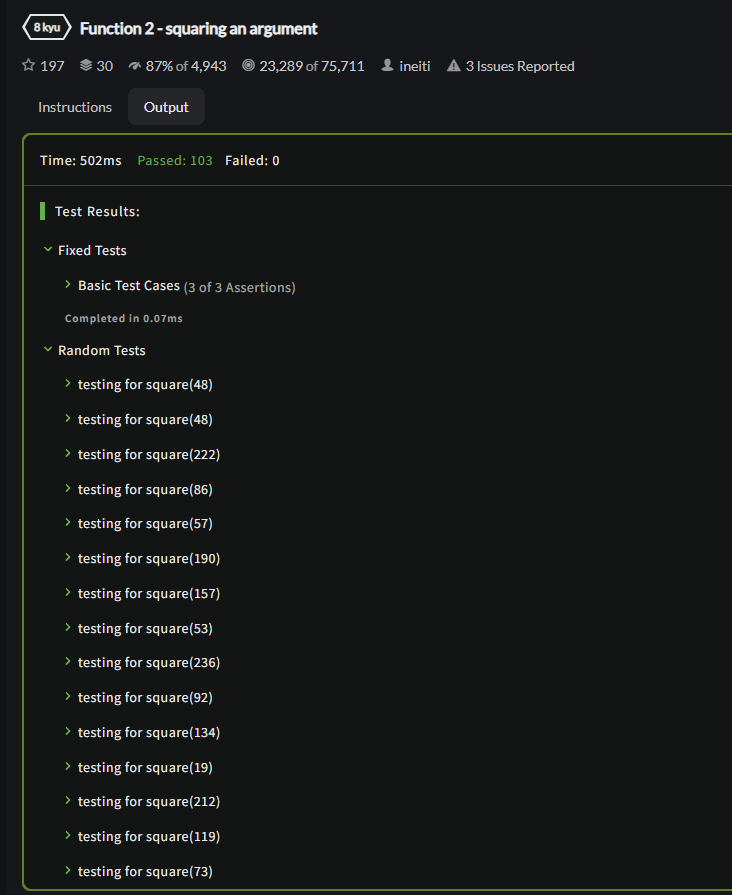 8 kyu Function 2 - squaring an argument
197 30 87% of 4,943 23,289 of 75,711 ineiti 3 Issues Reported
Instructions Output
Time: 502ms Passed: 103 Failed: 0
Test Results:
Fixed Tests
Basic Test Cases (3 of 3 Assertions)
Completed in 0.07ms
Random Tests
testing for square(48)
testing for square(48)
testing for square(222)
testing for square(86)
testing for square(57)
testing for square(190)
testing for square(157)
testing for square(53)
testing for square(236)
testing for square(92)
testing for square(134)
testing for square(19)
testing for square(212)
testing for square(119)
testing for square(73)